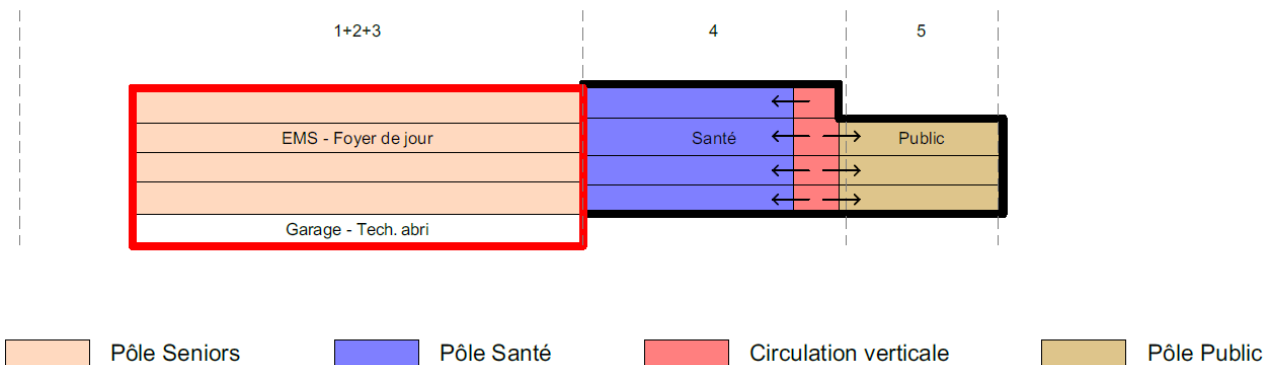 1+2+3 4 5
EMS - Foyer de jour Santé Public
Garage - Tech. abri
Pôle Seniors Pôle Santé Circulation verticale Pôle Public